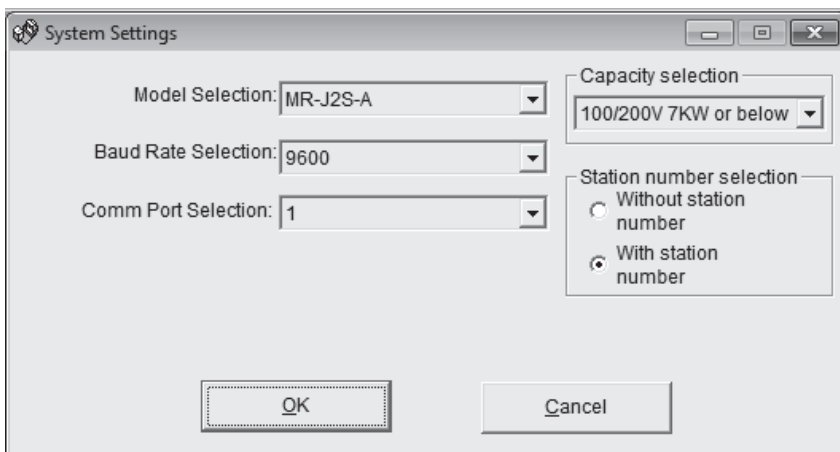 System Settings
Model Selection: MR-J2S-A
Baud Rate Selection: 9600
Comm Port Selection: 1
Capacity selection
100/200V 7KW or below
Station number selection
Without station
number
With station
number
OK
Cancel